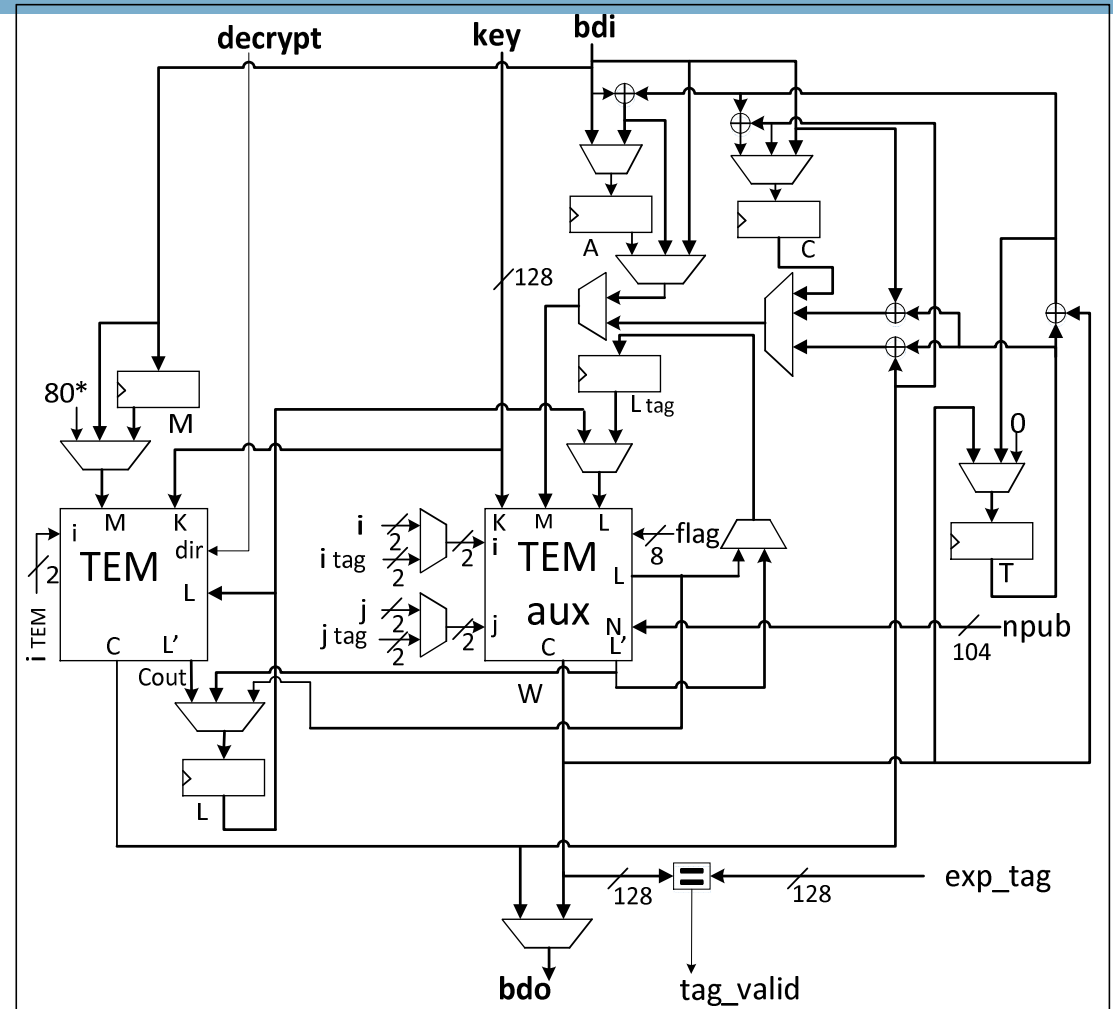 decrypt
key
bdi
128
A
C
80*
M
L tag
0
M
K
i
TEM
dir
L
C
L'
2
i TEM
i
2
i tag
2
2
j
2
j tag
2
2
K
M
L
i
TEM
aux
j
L
N,
L'
C
flag
8
T
npub
104
Cout
W
L
128
=
128
exp_tag
bdo
tag_valid